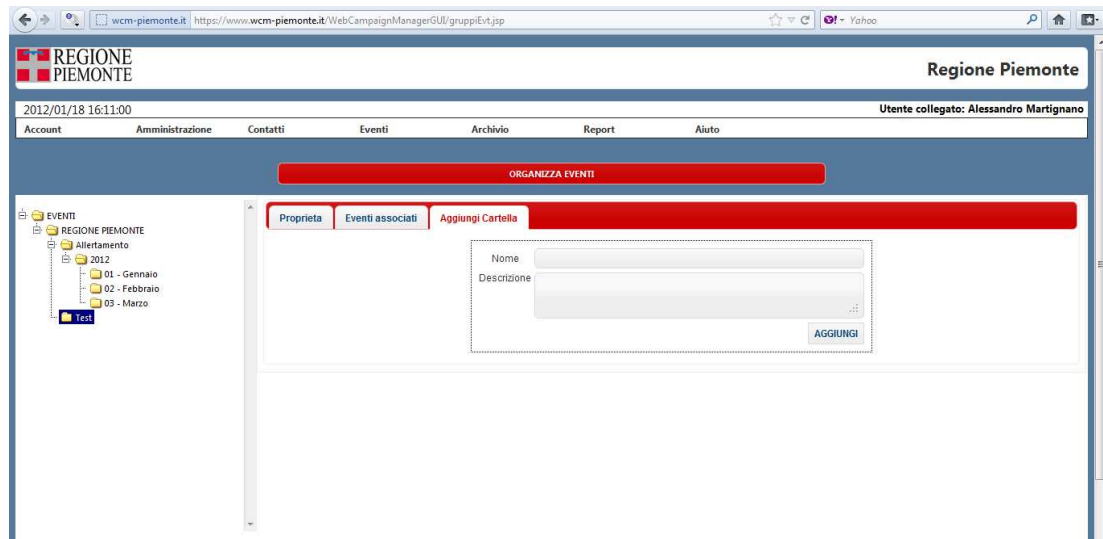 wcm-piemonte.it https://www.wcm-piemonte.it/WebCampaignManagerGUI/gruppiEvt.jsp Yahoo
REGIONE
PIEMONTE
Regione Piemonte
2012/01/18 16:11:00 Utente collegato: Alessandro Martignano
Account Amministrazione Contatti Eventi Archivio Report Aiuto
ORGANIZZA EVENTI
EVENTI
REGIONE PIEMONTE
Allertamento
2012
01 - Gennaio
02 - Febbraio
03 - Marzo
Test
Proprieta Eventi associati Aggiungi Cartella
Nome
Descrizione
AGGIUNGI